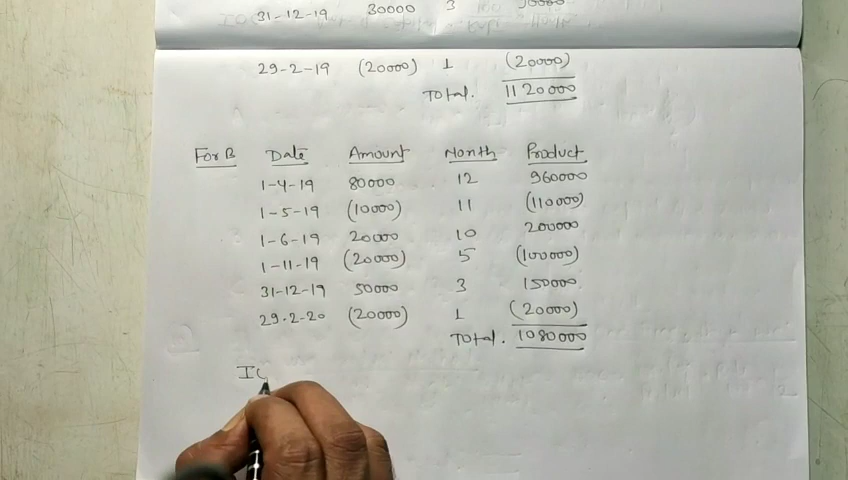 31-12-19 30000 3 90000
29-2-19 (20000) 1 (20000)
Total. 1120000
For B Date Amount Month Product
1-4-19 80000 12 960000
1-5-19 (10000) 11 (110000)
1-6-19 20000 10 200000
1-11-19 (20000) 5 (100000)
31-12-19 50000 3 150000
29.2-20 (20000) 1 (20000)
Total. 1080000